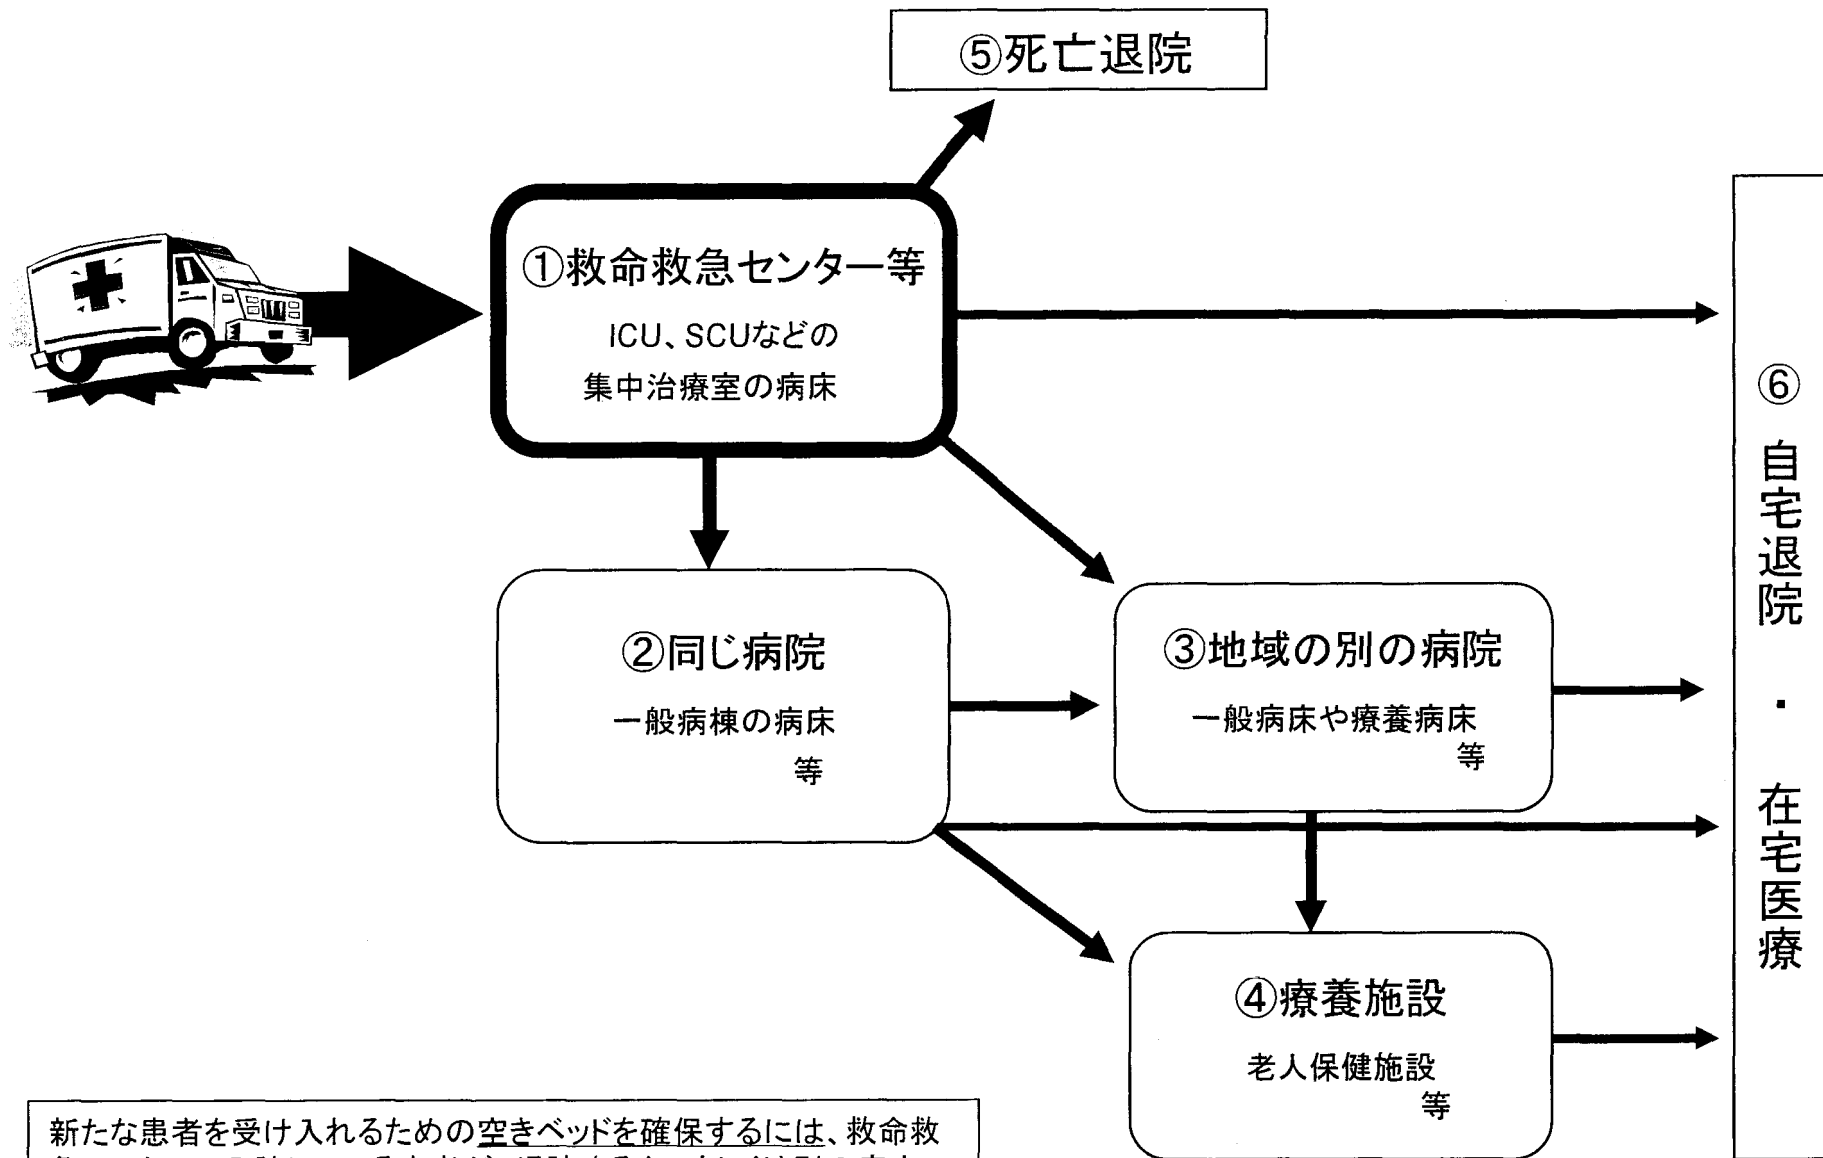 ⑤死亡退院
①救命救急センター等
ICU、SCUなどの
集中治療室の病床
②同じ病院
一般病棟の病床
等
③地域の別の病院
一般病床や療養病床
等
④療養施設
老人保健施設
等
⑥ 自宅退院 ・ 在宅医療
新たな患者を受け入れるための空きベッドを確保するには、救命救